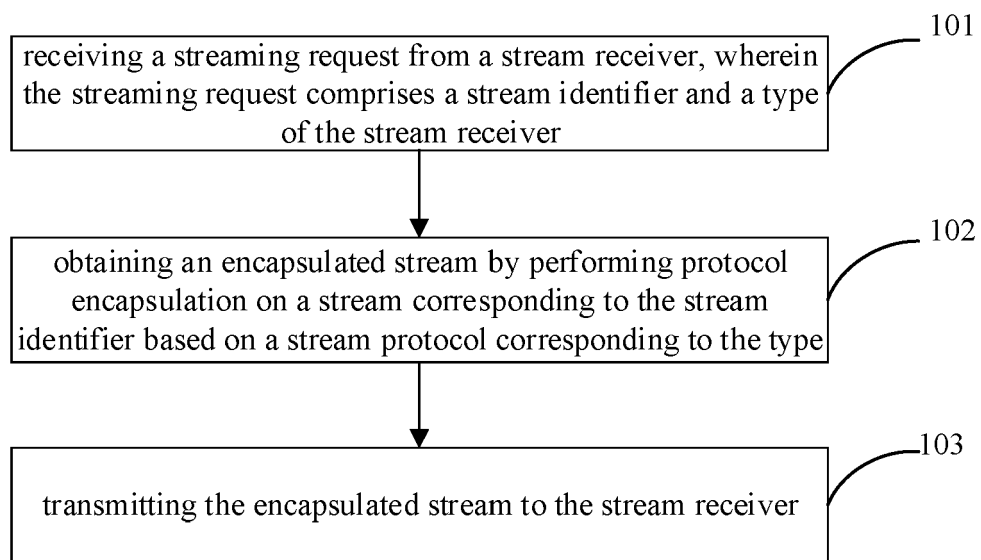 101
receiving a streaming request from a stream receiver, wherein
the streaming request comprises a stream identifier and a type
of the stream receiver
102
obtaining an encapsulated stream by performing protocol
encapsulation on a stream corresponding to the stream
identifier based on a stream protocol corresponding to the type
103
transmitting the encapsulated stream to the stream receiver